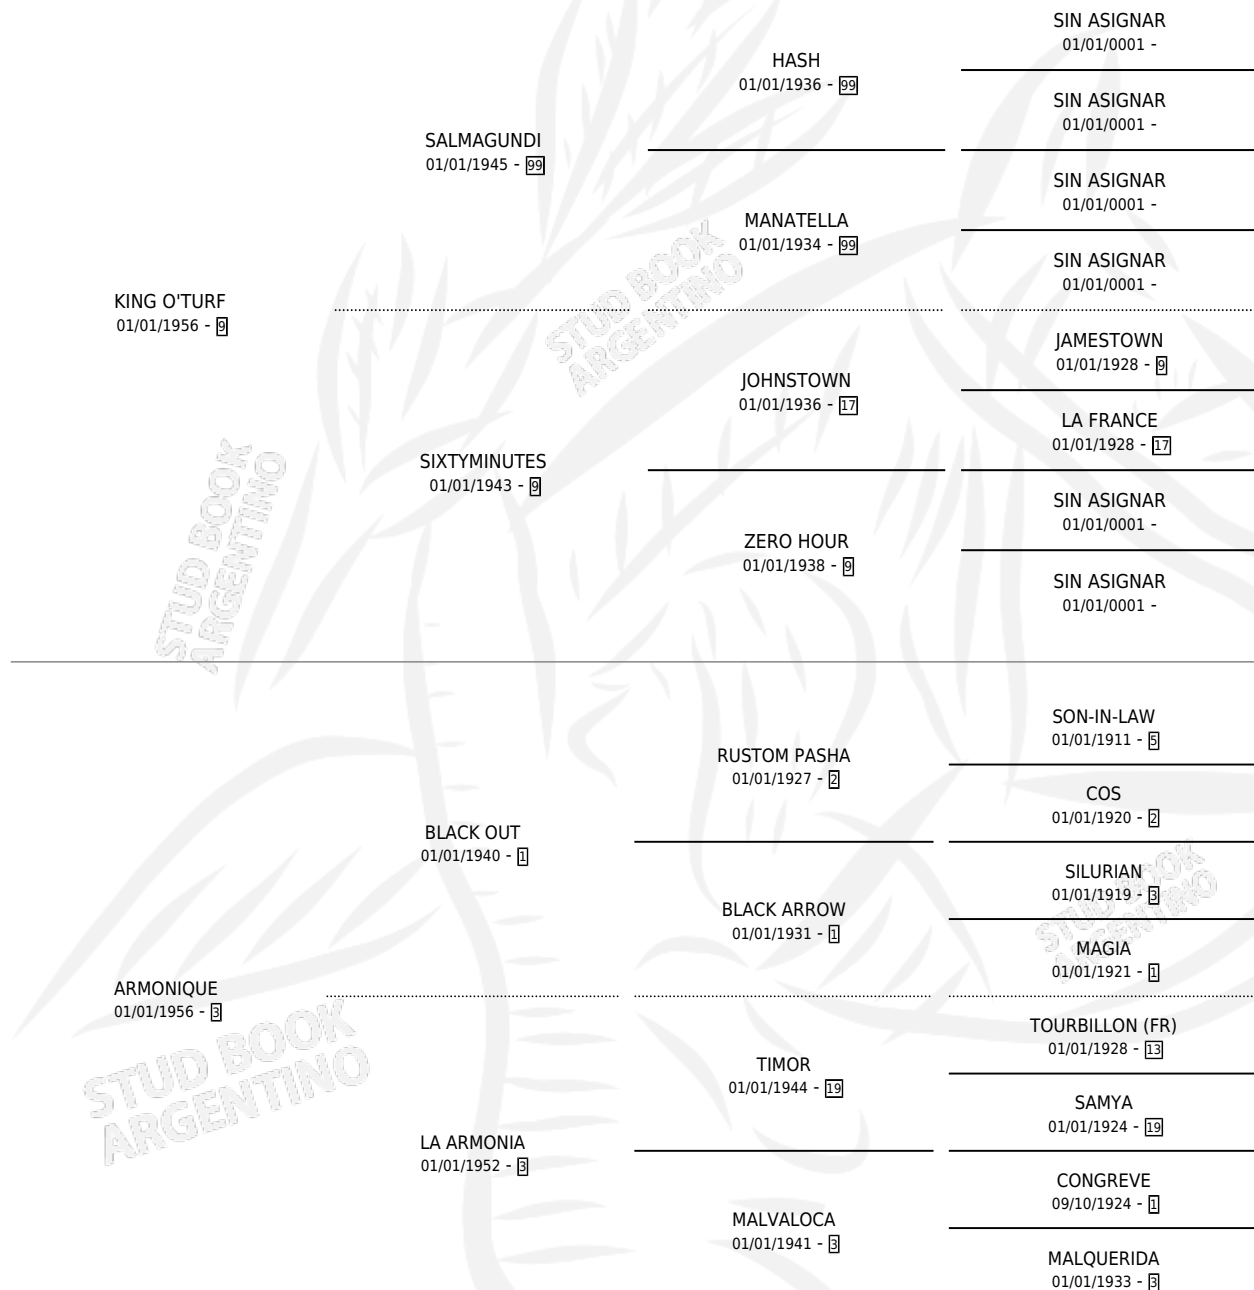 SIN ASIGNAR
01/01/0001 -
HASH
01/01/1936 - 99
SIN ASIGNAR
01/01/0001 -
SALMAGUNDI
01/01/1945 - 99
SIN ASIGNAR
01/01/0001 -
MANATELLA
01/01/1934 - 99
SIN ASIGNAR
01/01/0001 -
KING O'TURF
01/01/1956 - 9
JAMESTOWN
01/01/1928 - 9
JOHNSTOWN
01/01/1936 - 17
LA FRANCE
01/01/1928 - 17
SIXTYMINUTES
01/01/1943 - 9
SIN ASIGNAR
01/01/0001 -
ZERO HOUR
01/01/1938 - 9
SIN ASIGNAR
01/01/0001 -
STUD BOOK
ARGENTINO
STUD BOOK
ARGENTINO
SON-IN-LAW
01/01/1911 - 5
RUSTOM PASHA
01/01/1927 - 2
COS
01/01/1920 - 2
BLACK OUT
01/01/1940 - 1
SILURIAN
01/01/1919 - 3
BLACK ARROW
01/01/1931 - 1
MAGIA
01/01/1921 - 1
ARMONIQUE
01/01/1956 - 3
TOURBILLON (FR)
01/01/1928 - 13
TIMOR
01/01/1944 - 19
SAMYA
01/01/1924 - 19
LA ARMONIA
01/01/1952 - 3
CONGREVE
09/10/1924 - 1
MALVALOCA
01/01/1941 - 3
MALQUERIDA
01/01/1933 - 3
STUD BOOK
ARGENTINO
STUD BOOK
ARGENTINO